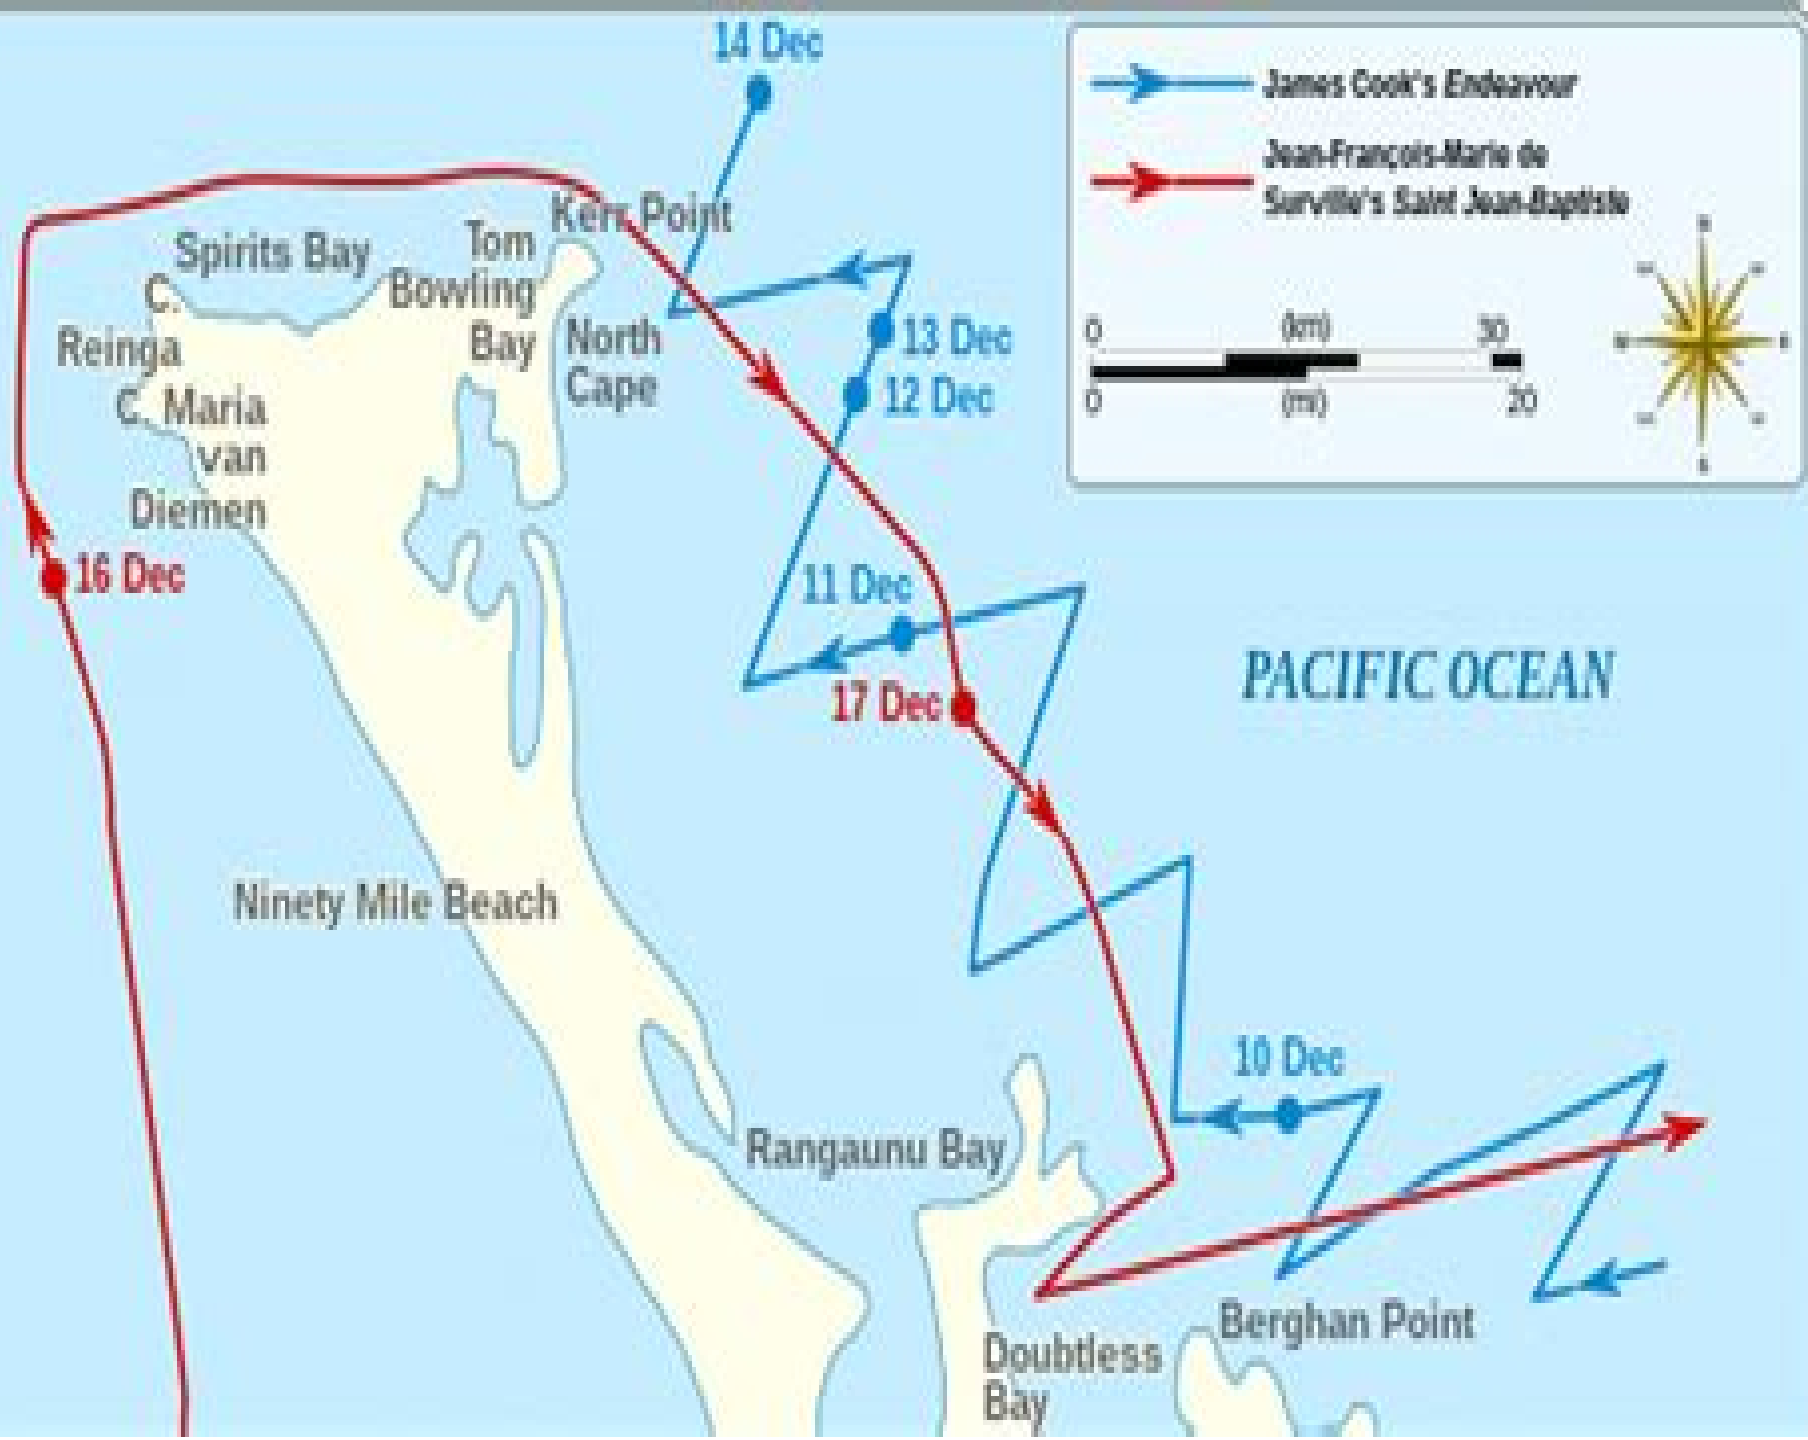 14 Dec
James Cook's Endeavour
Jean-François-Marie de
Surville's Saint Jean-Baptiste
Kerr Point
Spirits Bay
Tom
Bowling
Bay
C.
Reinga
North
Cape
C. Maria
van
Diemen
13 Dec
12 Dec
0 (km) 30
0 (mi) 20
N
E
S
16 Dec
11 Dec
17 Dec
PACIFIC OCEAN
Ninety Mile Beach
10 Dec
Rangaunu Bay
Berghan Point
Doubtless
Bay